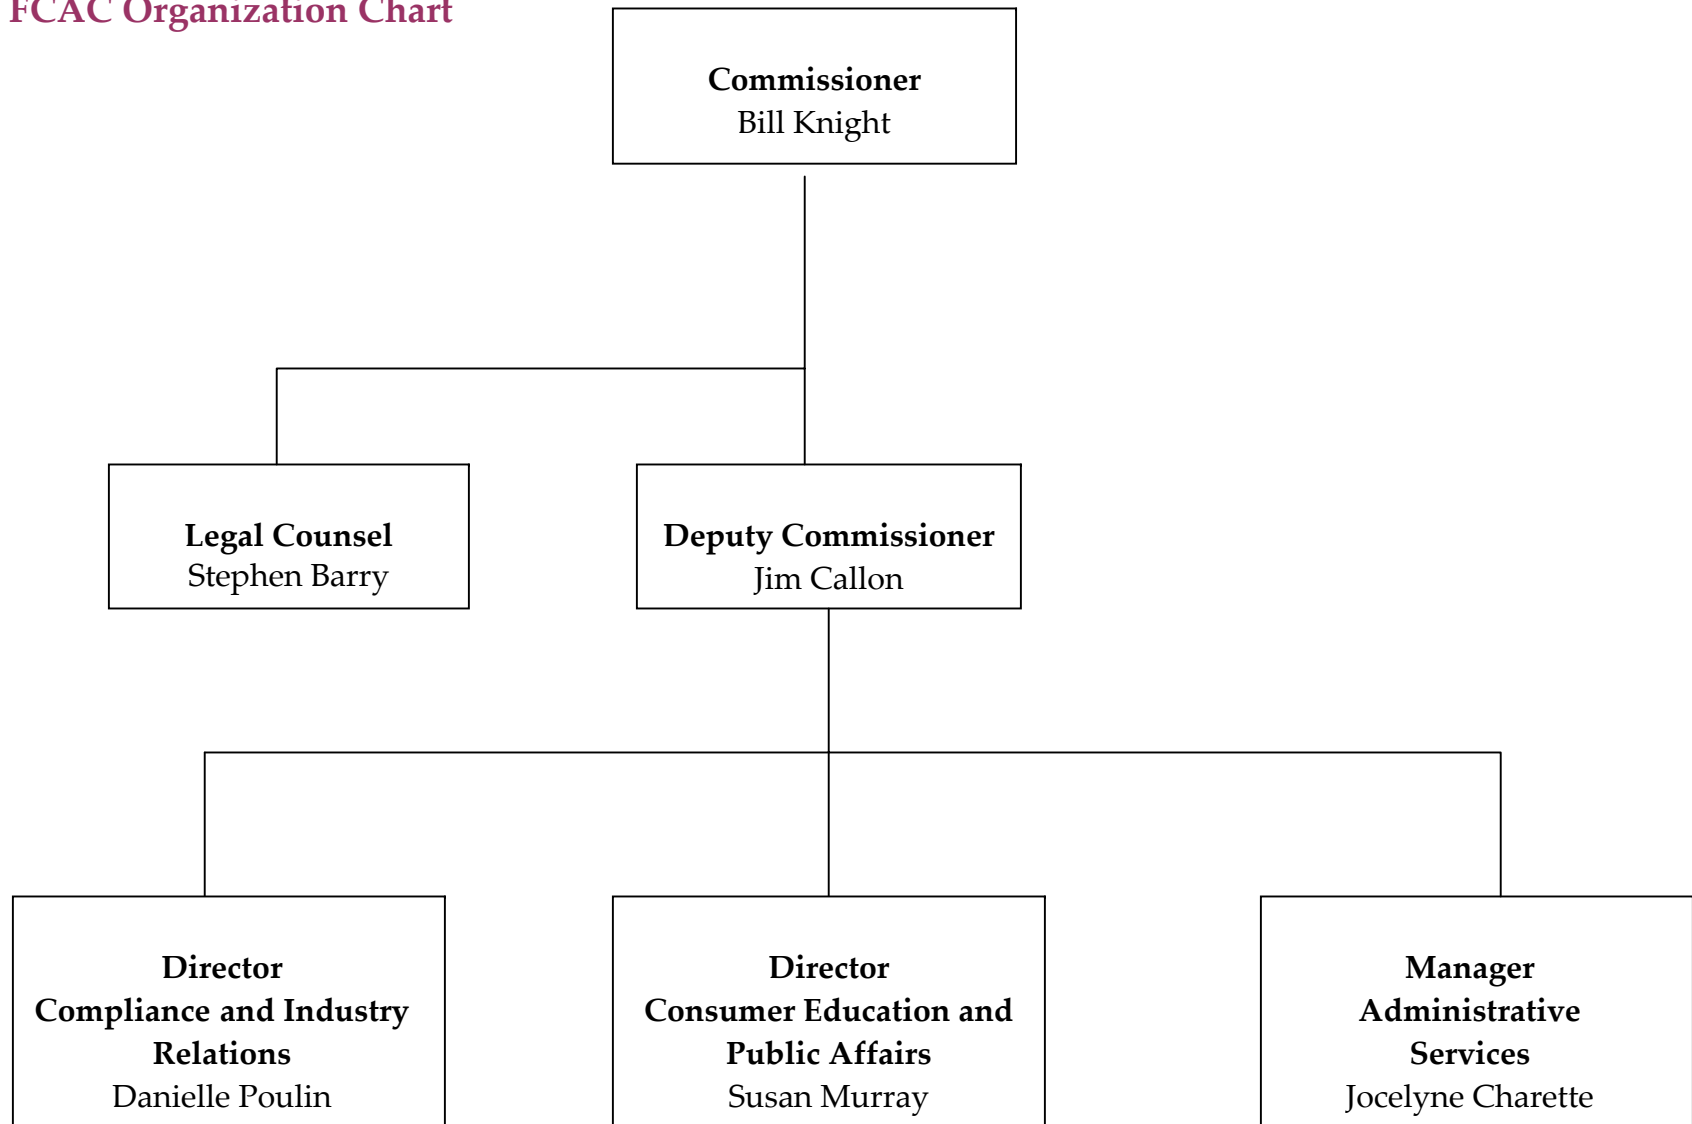 FCAC Organization Chart
Commissioner
Bill Knight
Legal Counsel
Stephen Barry
Deputy Commissioner
Jim Callon
Director
Compliance and Industry
Relations
Danielle Poulin
Director
Consumer Education and
Public Affairs
Susan Murray
Manager
Administrative
Services
Jocelyne Charette